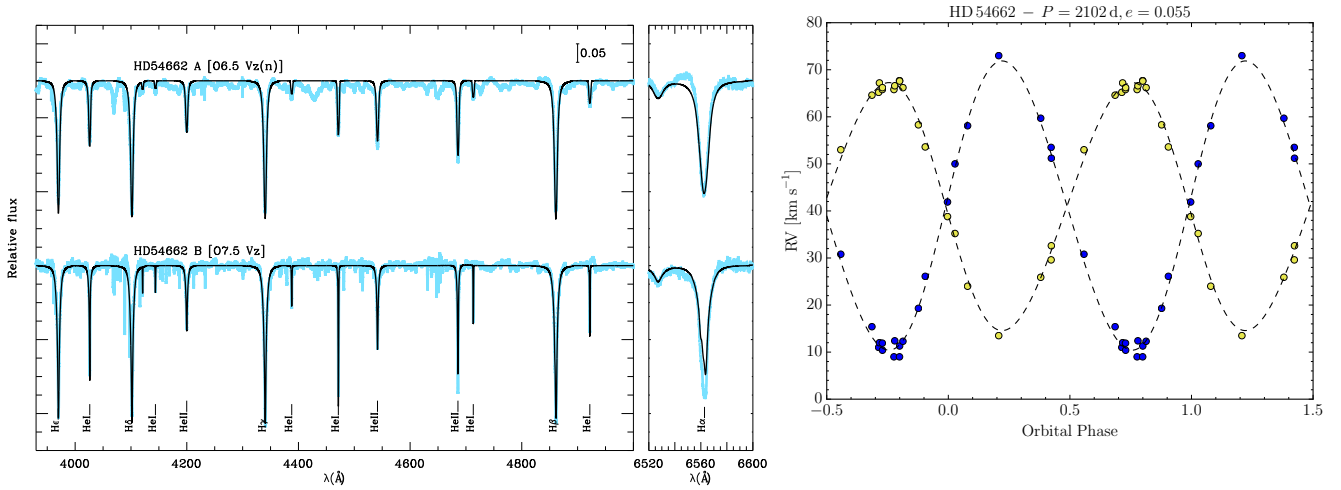 HD 54662 − P = 2102 d, e = 0.055
HD54662 A [O6.5 Vz(n)]
0.05
HD54662 B [O7.5 Vz]
Relative flux
Hε
HeI
Hδ
HeI
HeII
Hγ
HeI
HeI
HeII
HeII
HeI
Hβ
HeI
Hα
4000 4200 4400 4600 4800
λ(Å)
6520 6560 6600
λ(Å)
RV [km s⁻¹]
80
70
60
50
40
30
20
10
0
−0.5 0.0 0.5 1.0 1.5
Orbital Phase